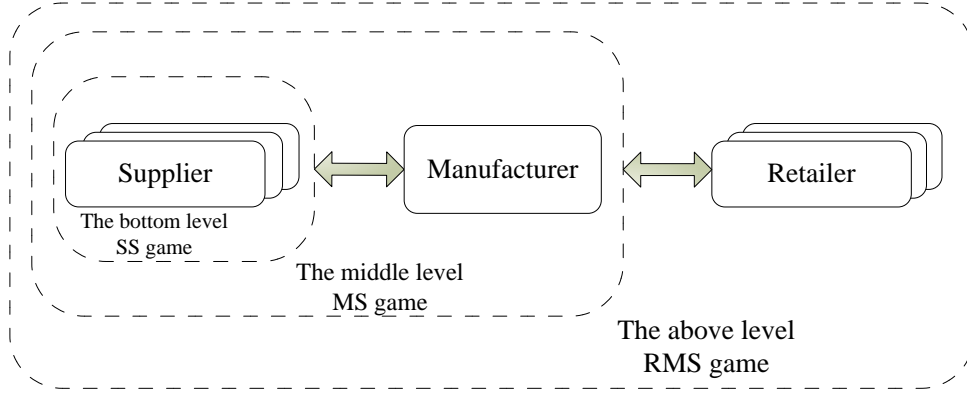 Supplier
Manufacturer
Retailer
The bottom level
SS game
The middle level
MS game
The above level
RMS game